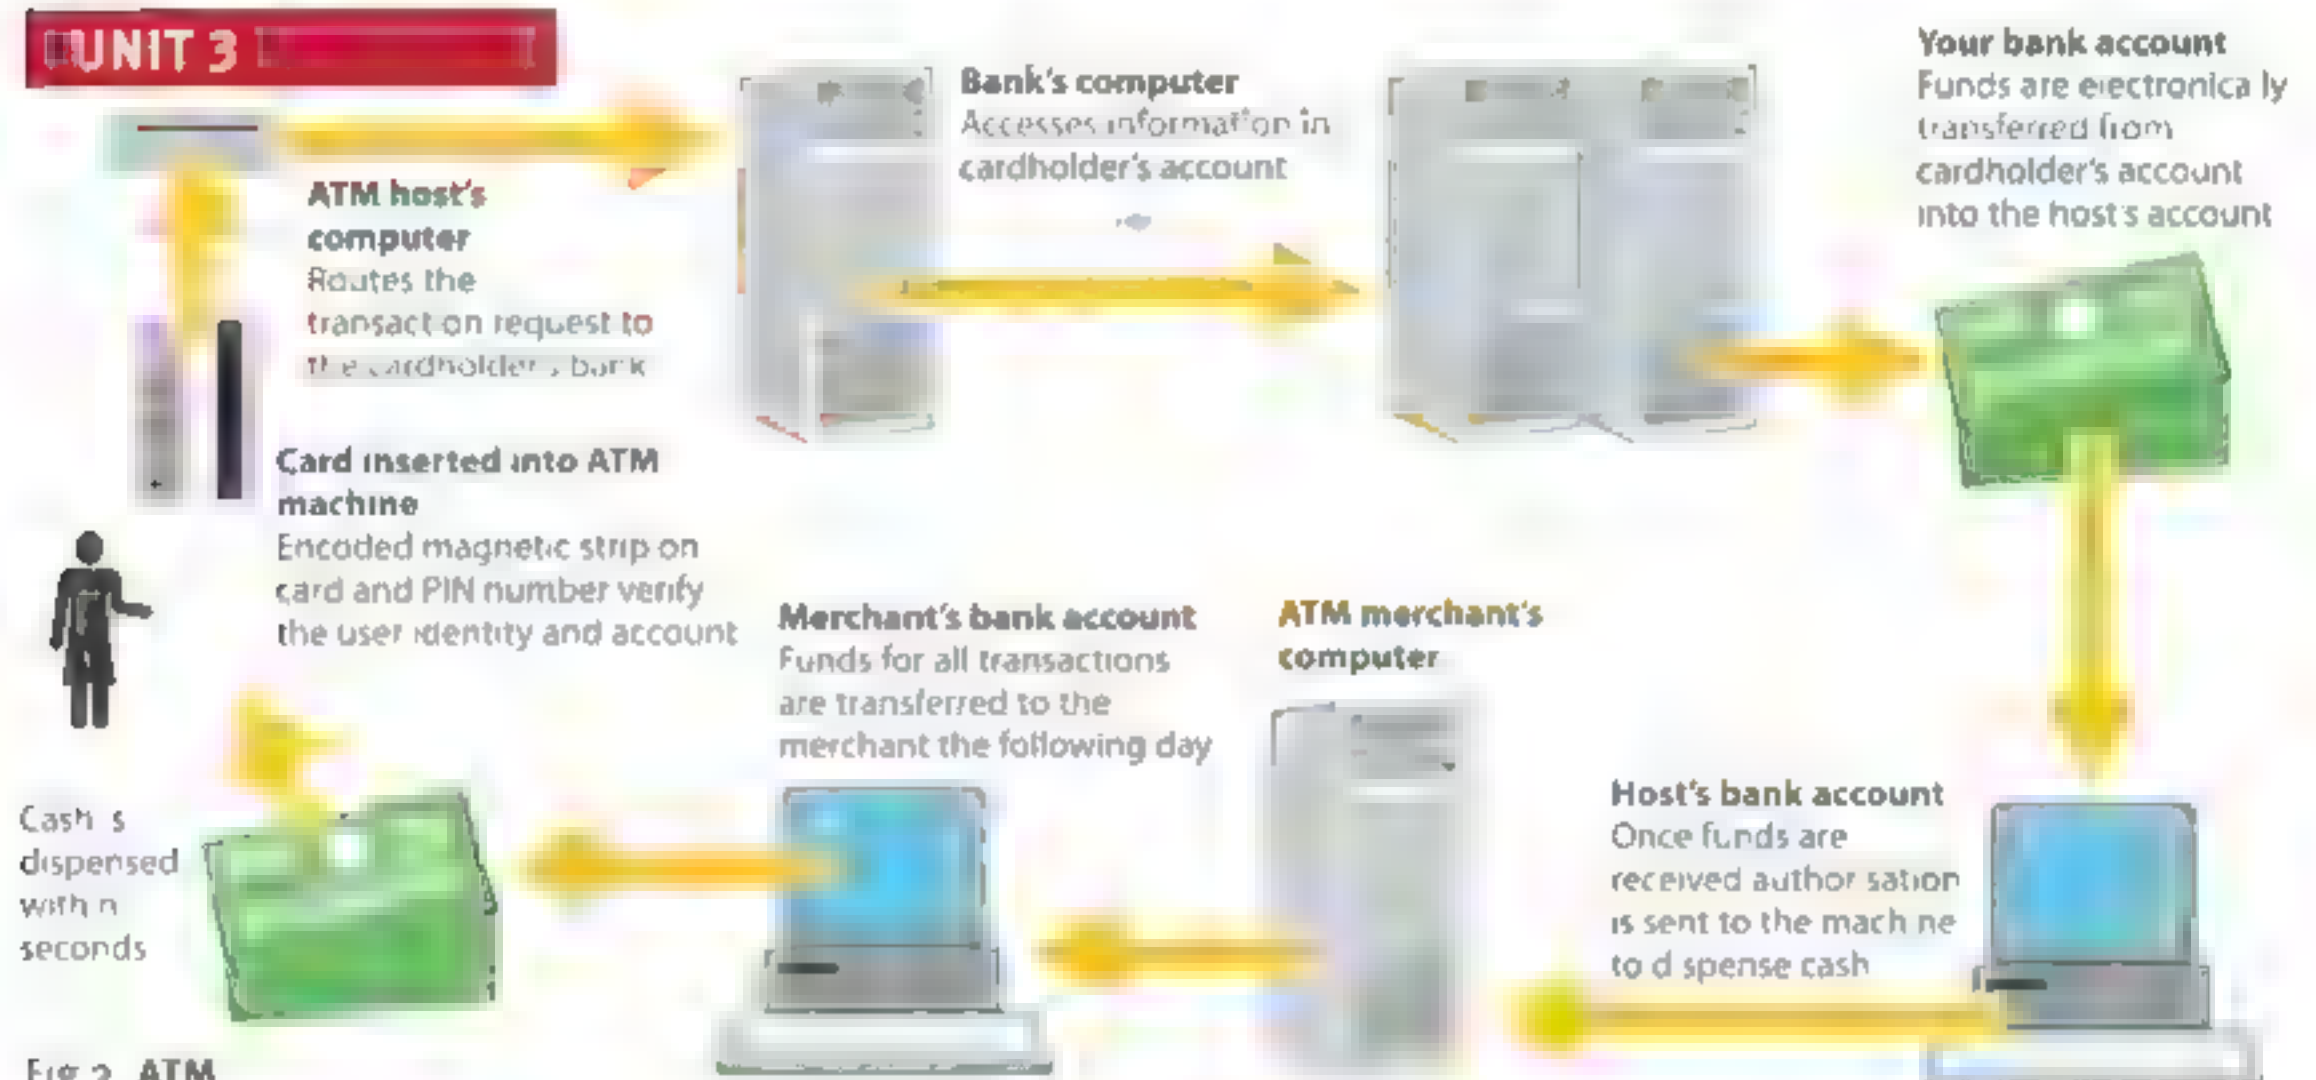 UNIT 3
ATM host's
computer
Routes the
transaction request to
the cardholder's bank
Bank's computer
Accesses information in
cardholder's account
Your bank account
Funds are electronically
transferred from
cardholder's account
into the host's account
Card inserted into ATM
machine
Encoded magnetic strip on
card and PIN number verify
the user identity and account
Merchant's bank account
Funds for all transactions
are transferred to the
merchant the following day
ATM merchant's
computer
Host's bank account
Once funds are
received authorisation
is sent to the machine
to dispense cash
Cash is
dispensed
within
seconds
Fig 2 ATM